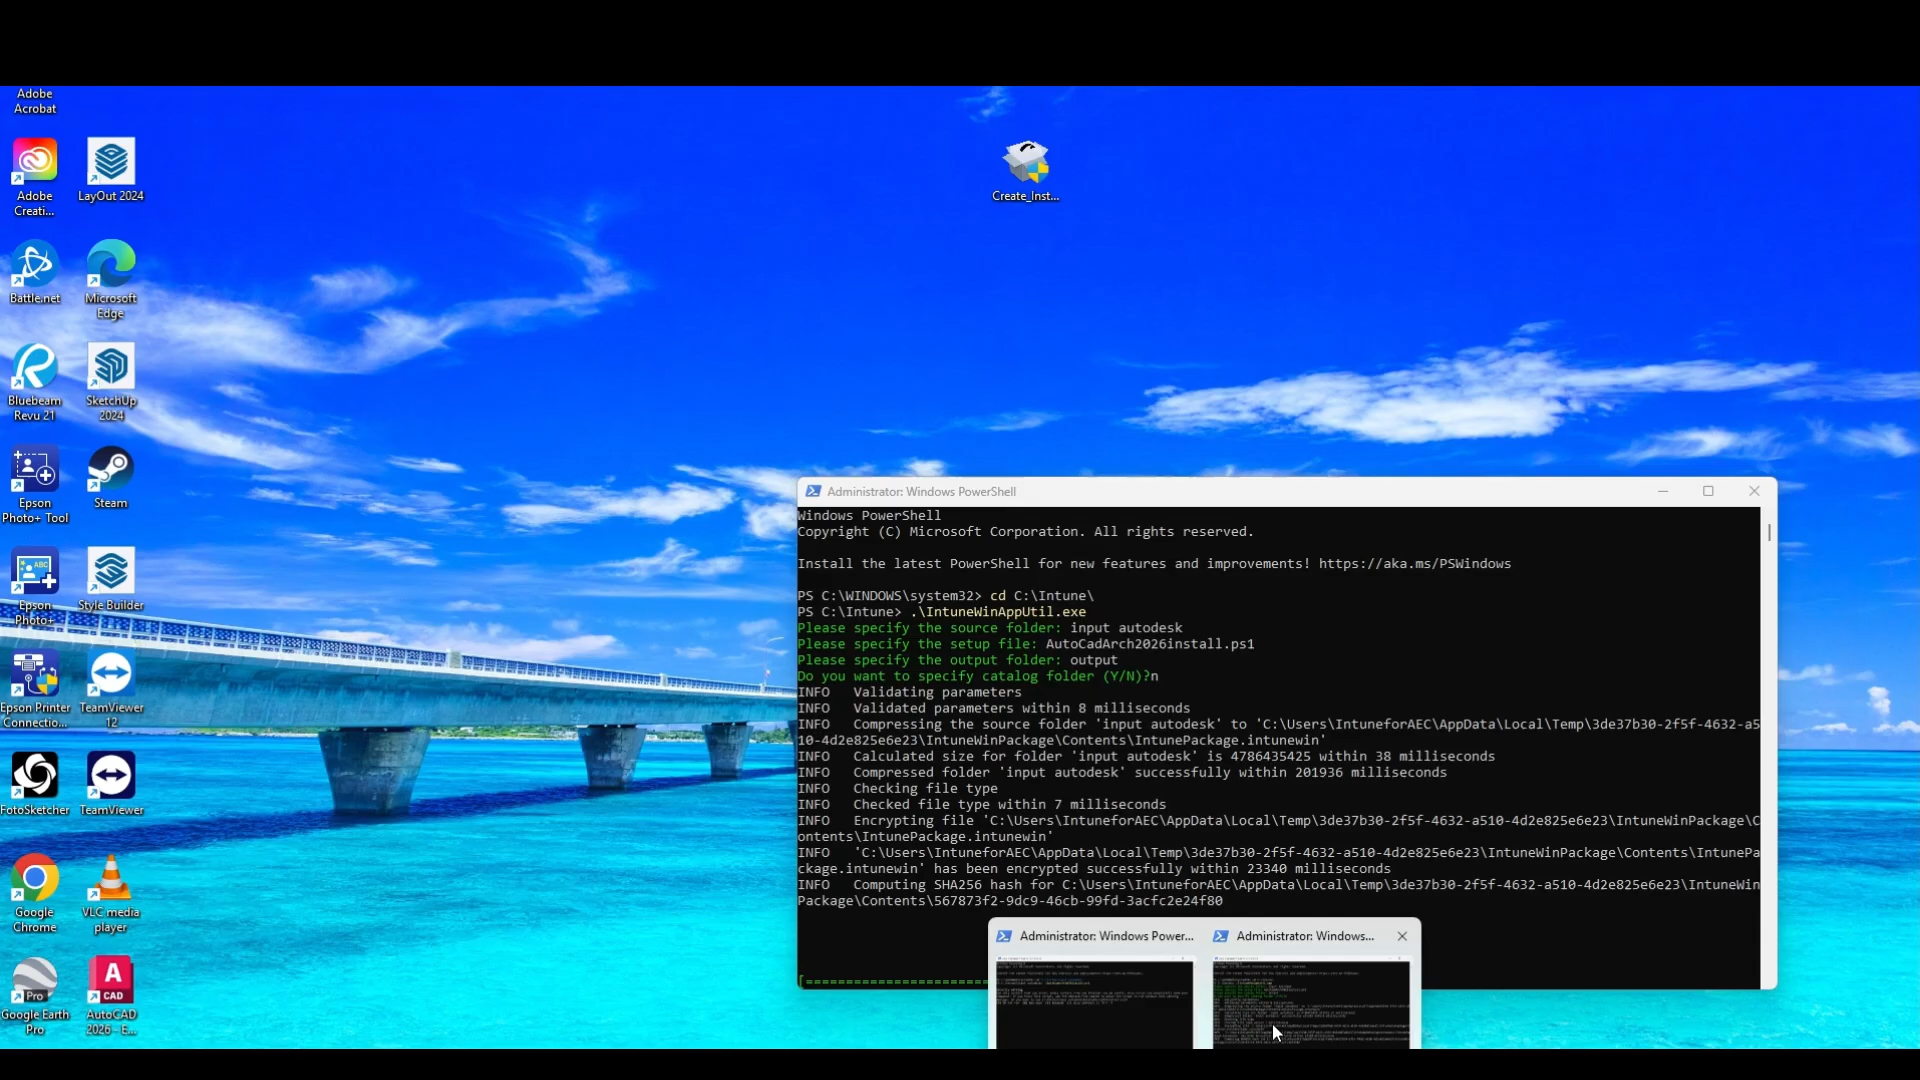 Adobe
Acrobat
Adobe
Creati...
LayOut 2024
Battle.net
Microsoft
Edge
Bluebeam
Revu 21
SketchUp
2024
Epson
Photo+ Tool
Steam
Epson
Photo+
Style Builder
Epson Printer
Connectio...
TeamViewer
12
FotoSketcher
TeamViewer
Google
Chrome
VLC media
player
Pro
Google Earth
Pro
A
CAD
AutoCAD
2026 - E...
Create_Inst...
Administrator: Windows PowerShell
Windows PowerShell
Copyright (C) Microsoft Corporation. All rights reserved.
Install the latest PowerShell for new features and improvements! https://aka.ms/PSWindows
PS C:\WINDOWS\system32> cd C:\Intune\
PS C:\Intune> .\IntuneWinAppUtil.exe
Please specify the source folder: input autodesk
Please specify the setup file: AutoCadArch2026install.ps1
Please specify the output folder: output
Do you want to specify catalog folder (Y/N)?n
INFO   Validating parameters
INFO   Validated parameters within 8 milliseconds
INFO   Compressing the source folder 'input autodesk' to 'C:\Users\IntuneforAEC\AppData\Local\Temp\3de37b30-2f5f-4632-a5
10-4d2e825e6e23\IntuneWinPackage\Contents\IntunePackage.intunewin'
INFO   Calculated size for folder 'input autodesk' is 4786435425 within 38 milliseconds
INFO   Compressed folder 'input autodesk' successfully within 201936 milliseconds
INFO   Checking file type
INFO   Checked file type within 7 milliseconds
INFO   Encrypting file 'C:\Users\IntuneforAEC\AppData\Local\Temp\3de37b30-2f5f-4632-a510-4d2e825e6e23\IntuneWinPackage\C
ontents\IntunePackage.intunewin'
INFO   'C:\Users\IntuneforAEC\AppData\Local\Temp\3de37b30-2f5f-4632-a510-4d2e825e6e23\IntuneWinPackage\Contents\IntunePa
ckage.intunewin' has been encrypted successfully within 23340 milliseconds
INFO   Computing SHA256 hash for C:\Users\IntuneforAEC\AppData\Local\Temp\3de37b30-2f5f-4632-a510-4d2e825e6e23\IntuneWin
Package\Contents\567873f2-9dc9-46cb-99fd-3acfc2e24f80
Administrator: Windows Power...
Administrator: Windows...